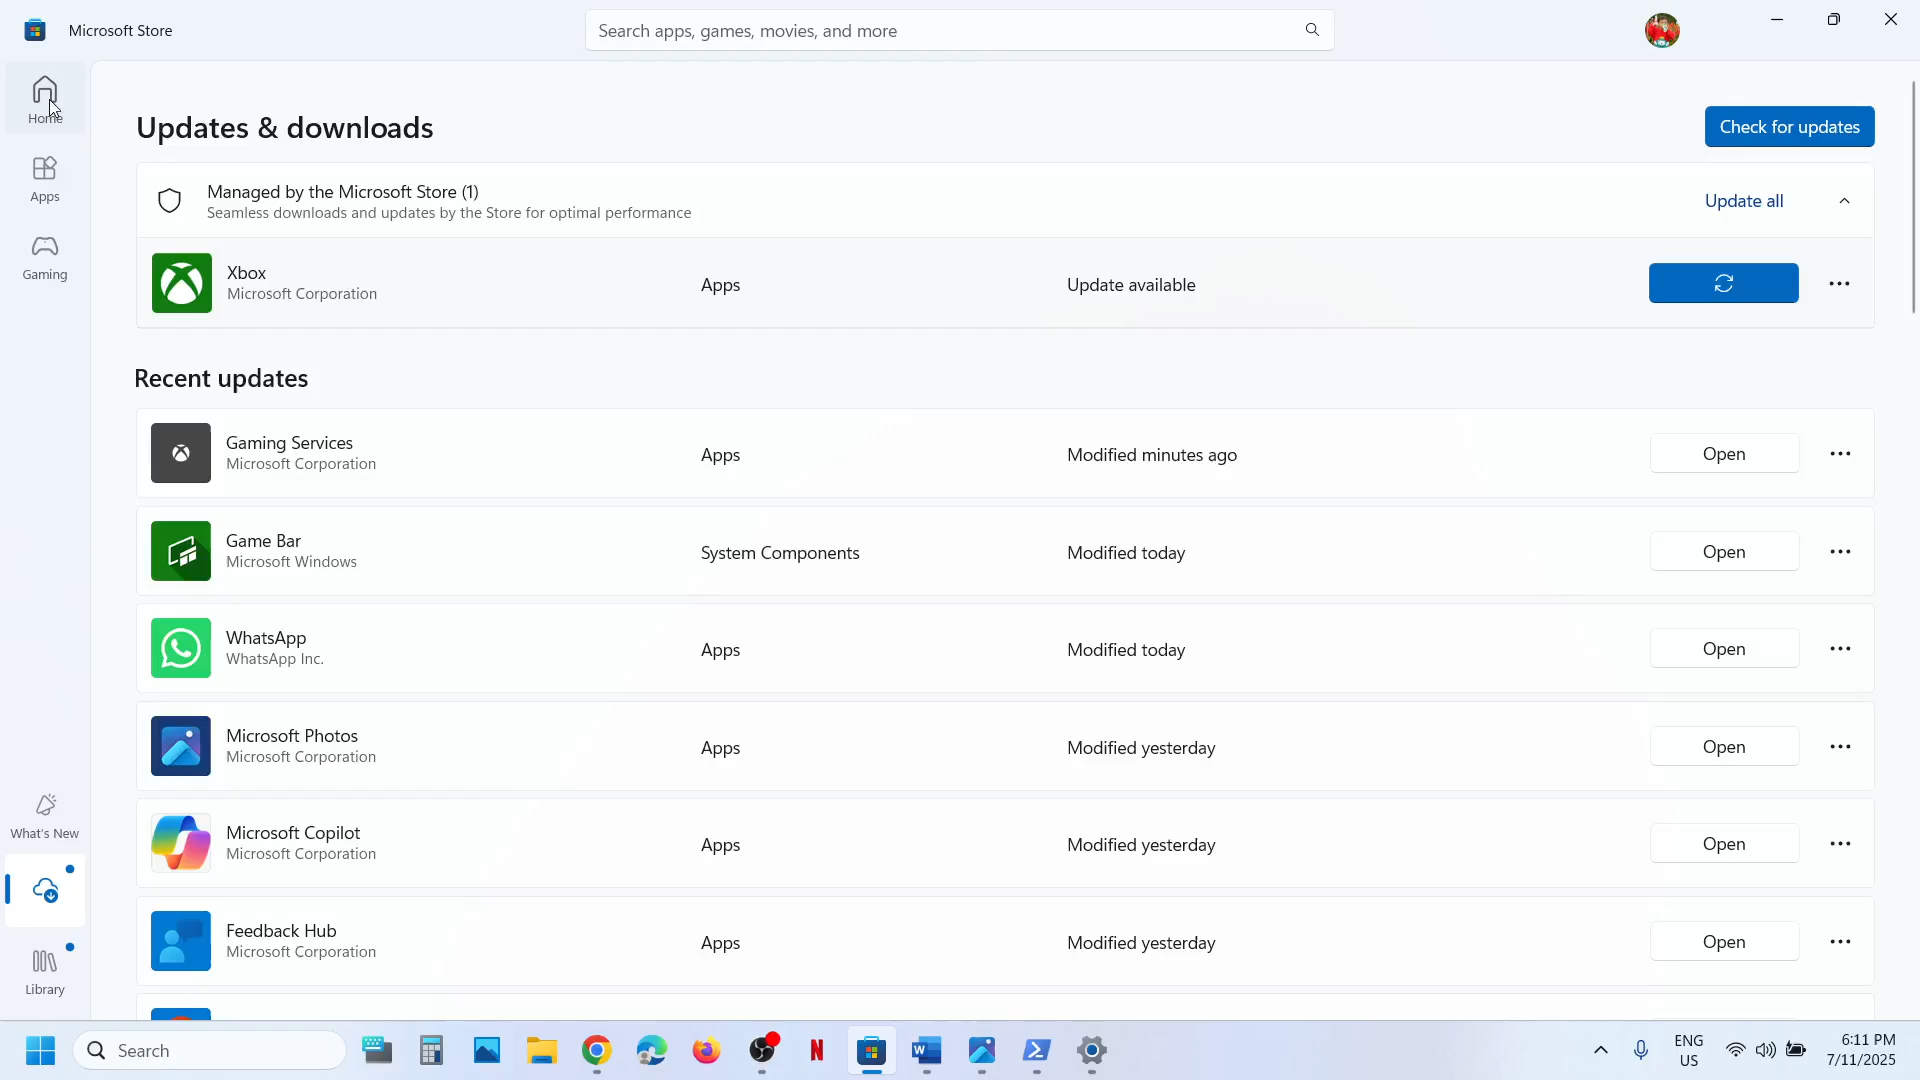 Microsoft Store
Search apps, games, movies, and more
Home
Apps
Gaming
What's New
Library
Updates & downloads
Check for updates
Managed by the Microsoft Store (1)
Seamless downloads and updates by the Store for optimal performance
Update all
Xbox
Microsoft Corporation
Apps
Update available
Recent updates
Gaming Services
Microsoft Corporation
Apps
Modified minutes ago
Open
Game Bar
Microsoft Windows
System Components
Modified today
Open
WhatsApp
WhatsApp Inc.
Apps
Modified today
Open
Microsoft Photos
Microsoft Corporation
Apps
Modified yesterday
Open
Microsoft Copilot
Microsoft Corporation
Apps
Modified yesterday
Open
Feedback Hub
Microsoft Corporation
Apps
Modified yesterday
Open
Search
ENG
US
6:11 PM
7/11/2025